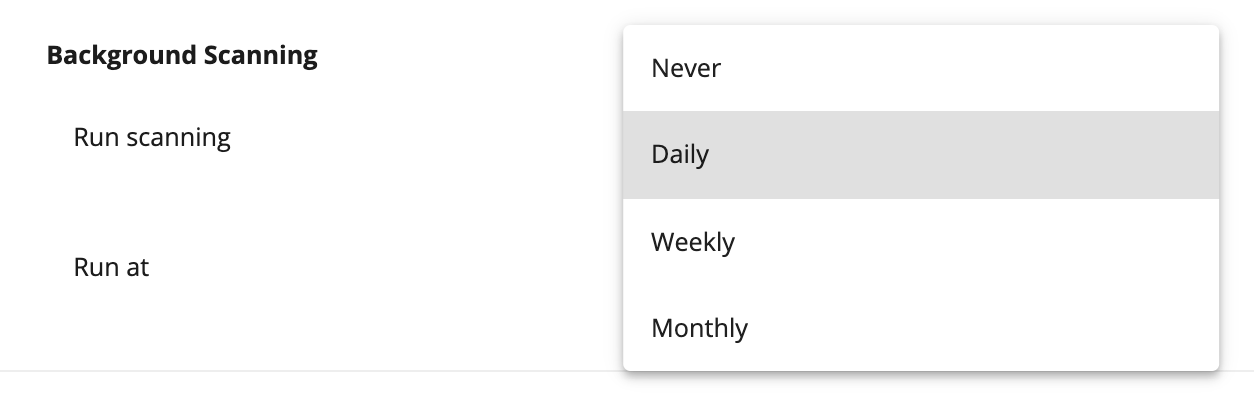 Background Scanning
Never
Run scanning
Daily
Weekly
Run at
Monthly